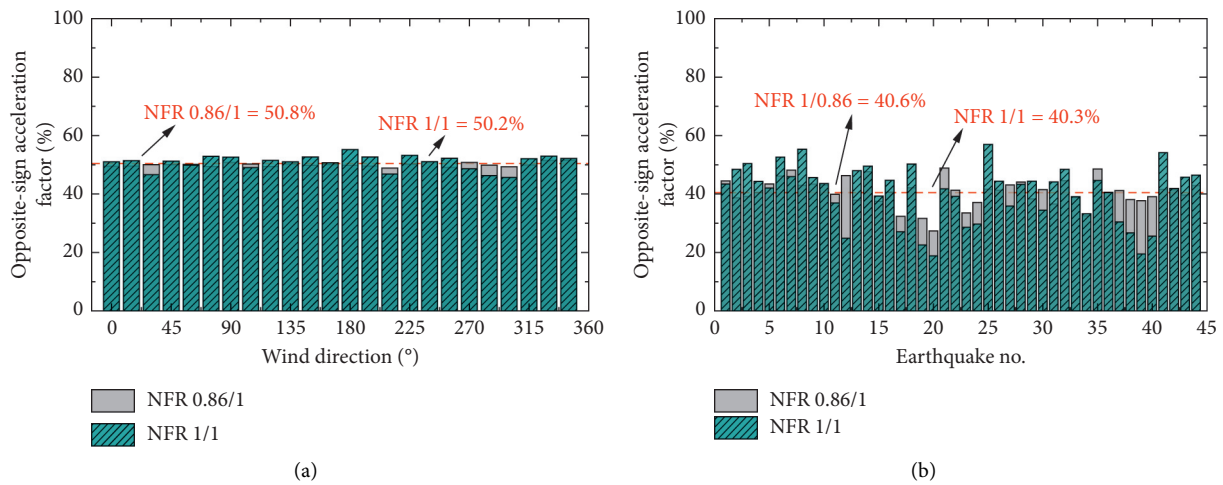 100
80
60
40
20
0
Opposite-sign acceleration
factor (%)
NFR 0.86/1 = 50.8%
NFR 1/1 = 50.2%
0 45 90 135 180 225 270 315 360
Wind direction (°)
NFR 0.86/1
NFR 1/1
(a)
100
80
60
40
20
0
Opposite-sign acceleration
factor (%)
NFR 1/0.86 = 40.6%
NFR 1/1 = 40.3%
0 5 10 15 20 25 30 35 40 45
Earthquake no.
NFR 0.86/1
NFR 1/1
(b)